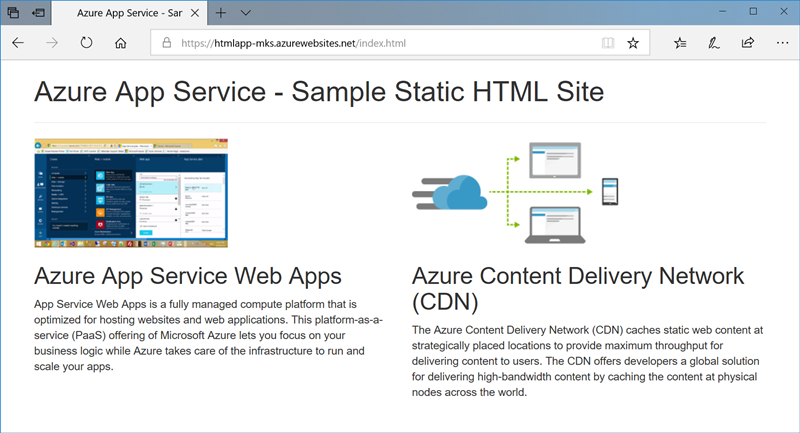 Azure App Service - Sar
https://htmlapp-mks.azurewebsites.net/index.html
Azure App Service - Sample Static HTML Site
Azure App Service Web Apps
App Service Web Apps is a fully managed compute platform that is
optimized for hosting websites and web applications. This platform-as-a-
service (PaaS) offering of Microsoft Azure lets you focus on your
business logic while Azure takes care of the infrastructure to run and
scale your apps.
Azure Content Delivery Network
(CDN)
The Azure Content Delivery Network (CDN) caches static web content at
strategically placed locations to provide maximum throughput for
delivering content to users. The CDN offers developers a global solution
for delivering high-bandwidth content by caching the content at physical
nodes across the world.